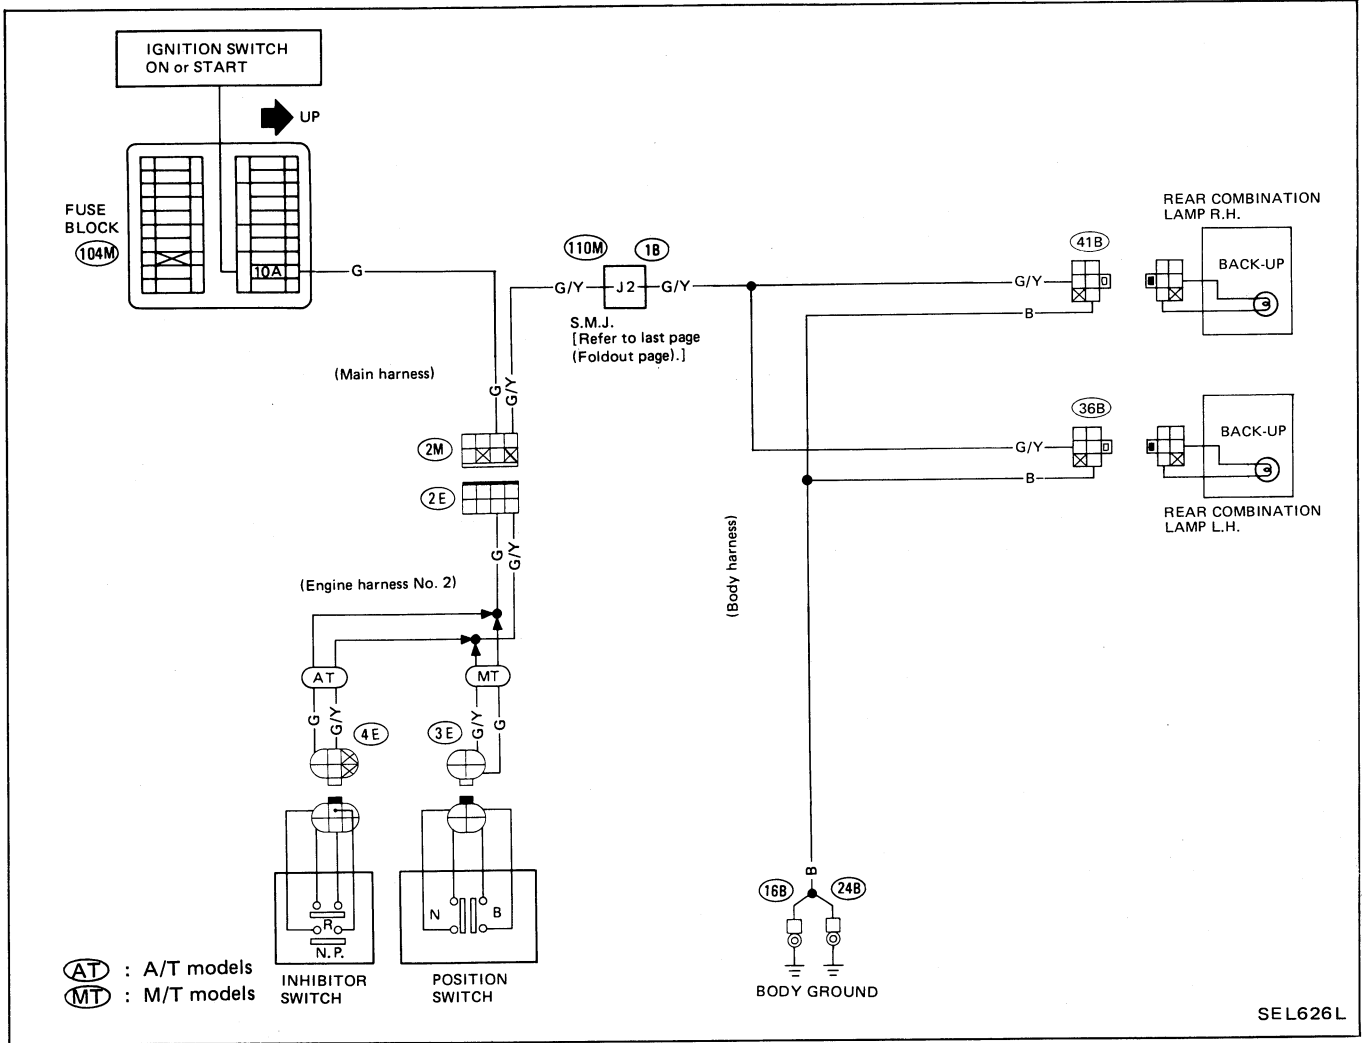 IGNITION SWITCH
ON or START
UP
FUSE
BLOCK
104M
10A
G
110M
1B
G/Y
J2
G/Y
S.M.J.
[Refer to last page
(Foldout page).]
REAR COMBINATION
LAMP R.H.
41B
G/Y
B
BACK-UP
(Main harness)
G
G/Y
2M
2E
36B
G/Y
B
BACK-UP
REAR COMBINATION
LAMP L.H.
(Body harness)
G
G/Y
(Engine harness No. 2)
AT
MT
G
G/Y
4E
3E
G/Y
G
R
N.P.
N
B
INHIBITOR
SWITCH
POSITION
SWITCH
B
16B
24B
BODY GROUND
AT : A/T models
MT : M/T models
SEL626L